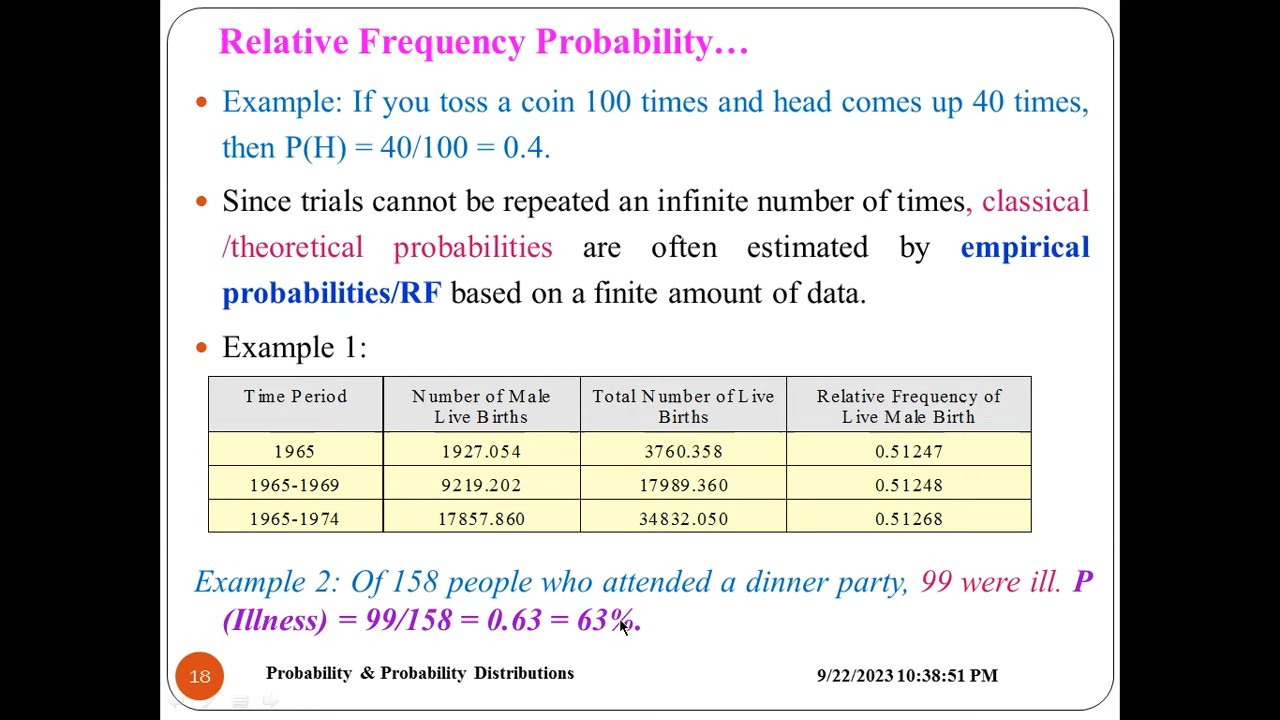 Relative Frequency Probability…
• Example: If you toss a coin 100 times and head comes up 40 times,
then P(H) = 40/100 = 0.4.
• Since trials cannot be repeated an infinite number of times, classical
/theoretical probabilities are often estimated by empirical
probabilities/RF based on a finite amount of data.
• Example 1:
Time Period Number of Male Live Births Total Number of Live Births Relative Frequency of Live Male Birth
1965 1927.054 3760.358 0.51247
1965-1969 9219.202 17989.360 0.51248
1965-1974 17857.860 34832.050 0.51268
Example 2: Of 158 people who attended a dinner party, 99 were ill. P
(Illness) = 99/158 = 0.63 = 63%.
18 Probability & Probability Distributions 9/22/2023 10:38:51 PM